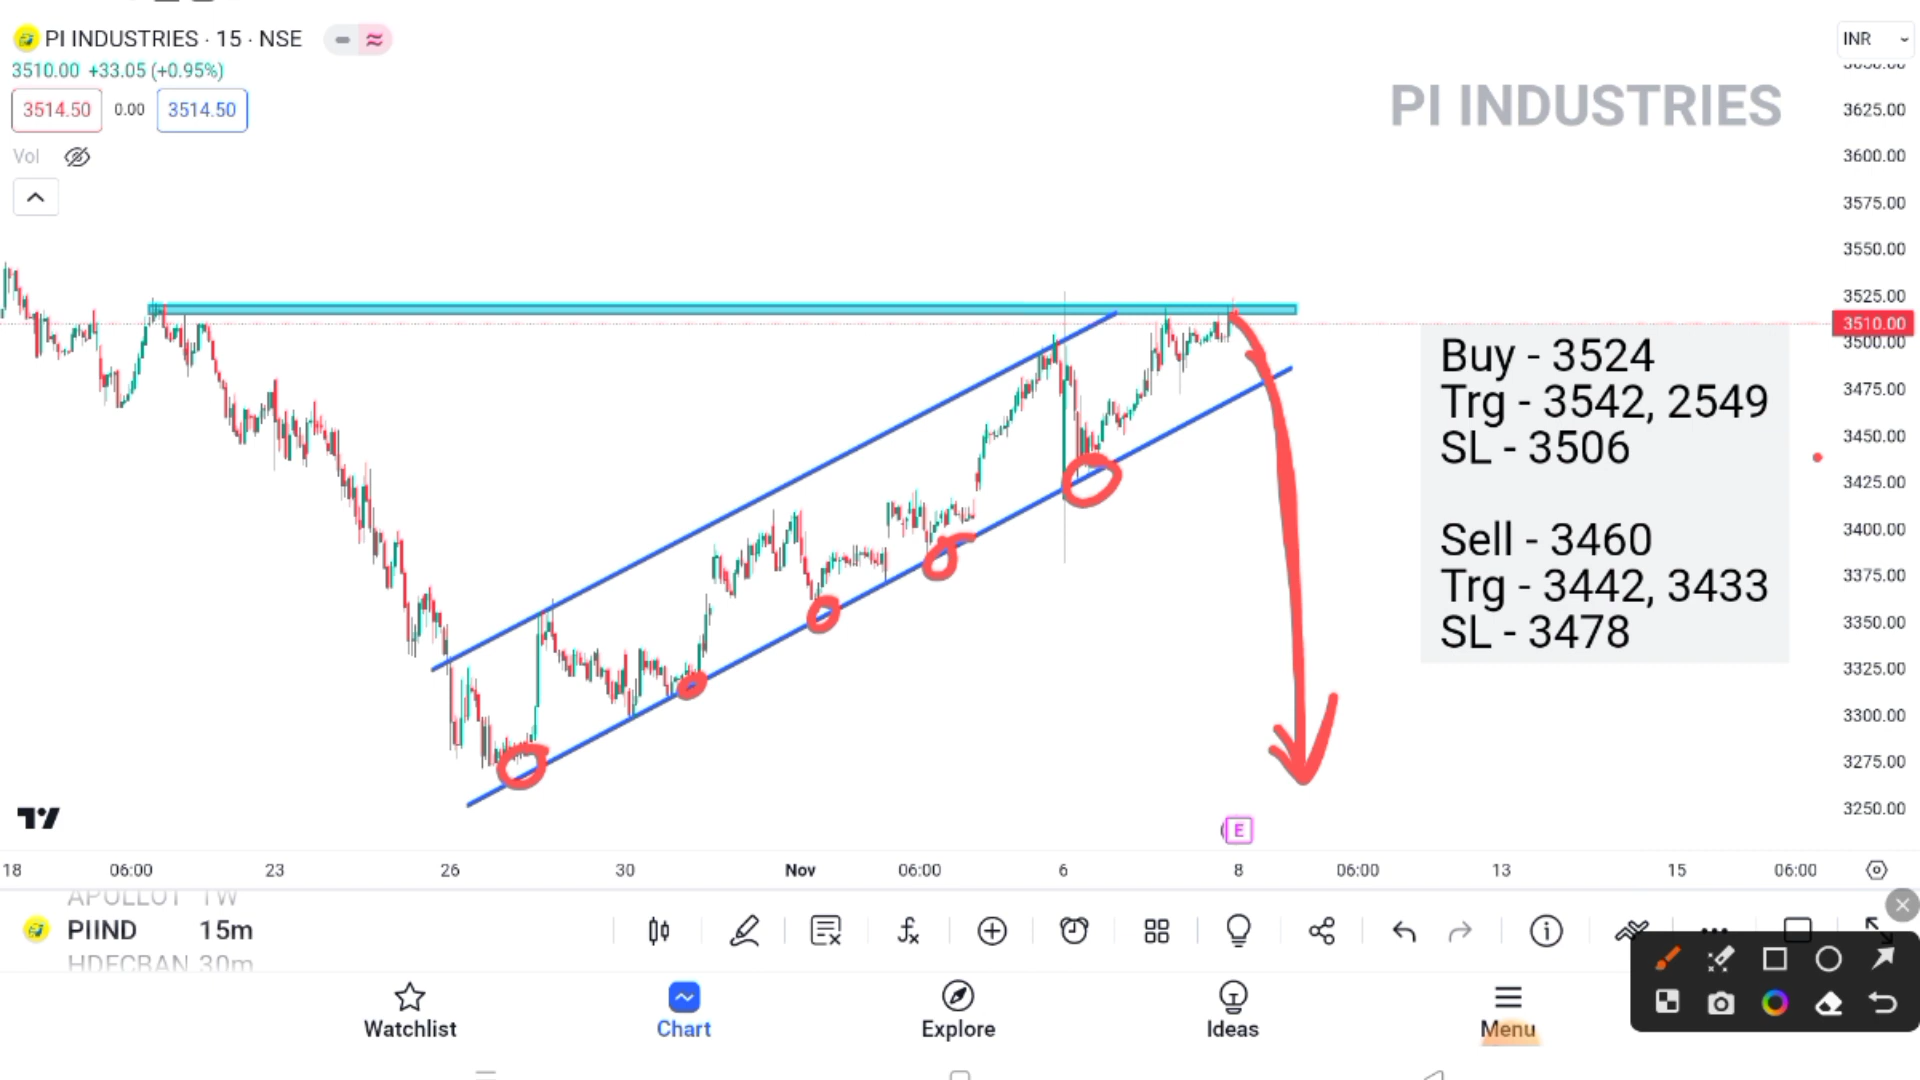 PI INDUSTRIES · 15 · NSE
INR
3510.00 +33.05 (+0.95%)
3514.50 0.00 3514.50
Vol
PI INDUSTRIES
3625.00
3600.00
3575.00
3550.00
3525.00
3510.00
3500.00
3475.00
3450.00
3425.00
3400.00
3375.00
3350.00
3325.00
3300.00
3275.00
3250.00
Buy - 3524
Trg - 3542, 2549
SL - 3506
Sell - 3460
Trg - 3442, 3433
SL - 3478
E
18 06:00 23 26 30 Nov 06:00 6 8 06:00 13 15 06:00
PIIND 15m
Watchlist Chart Explore Ideas Menu